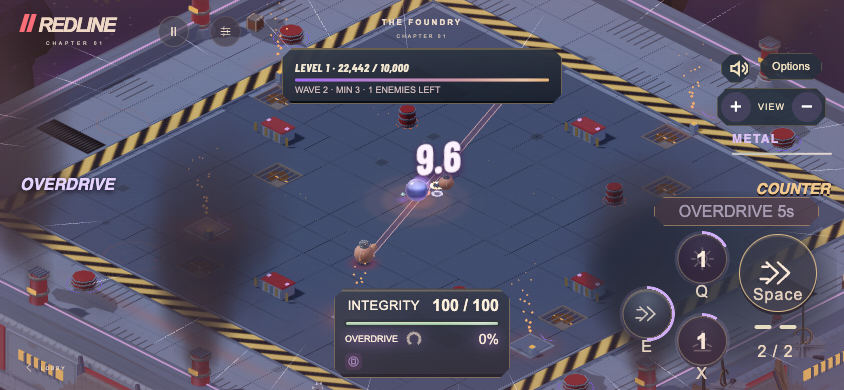 REDLINE
CHAPTER 01
THE FOUNDRY
CHAPTER 01
LEVEL 1 · 22,442 / 10,000
WAVE 2 · MIN 3 · 1 ENEMIES LEFT
Options
+ VIEW −
METAL
9.6
OVERDRIVE
COUNTER
OVERDRIVE 5s
1
Q
Space
E
1
X
2 / 2
INTEGRITY 100 / 100
OVERDRIVE 0%